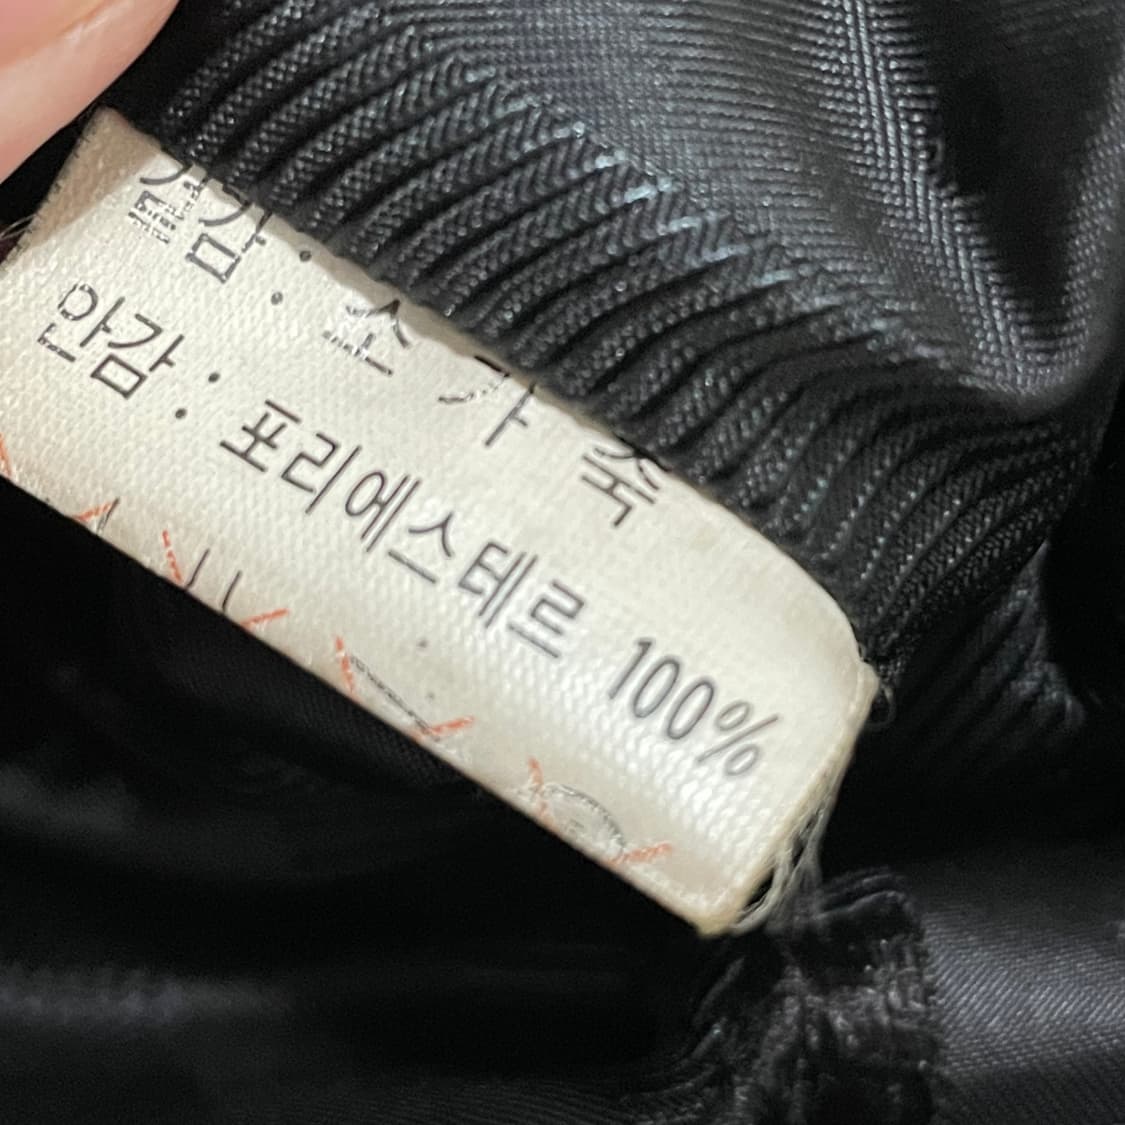 겉감 : 소 가 죽
안감 : 포리에스테르 100%